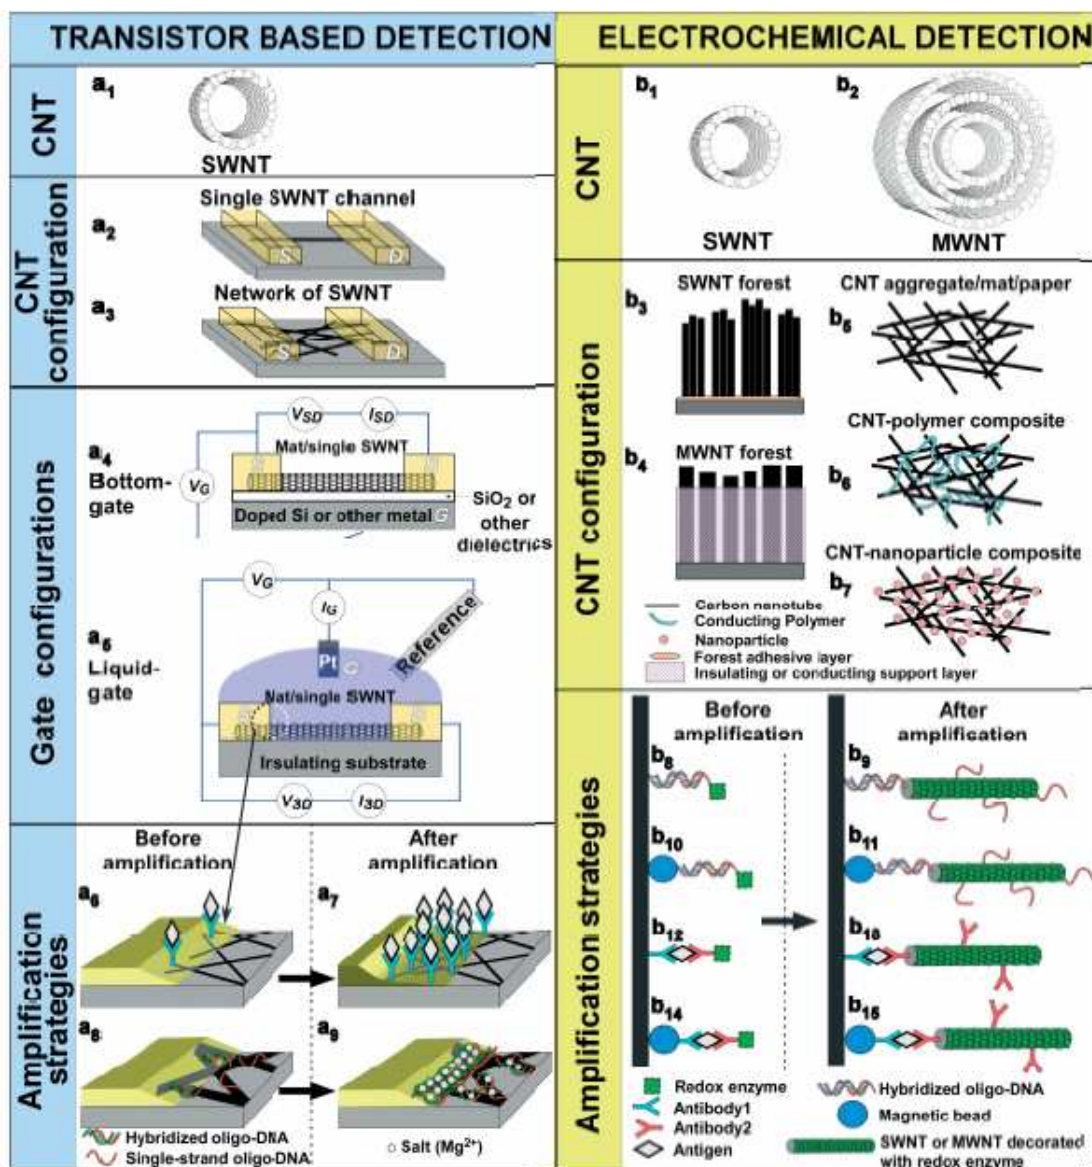 TRANSISTOR BASED DETECTION
CNT
a1
SWNT
CNT configuration
Single SWNT channel
a2
S
D
Network of SWNT
a3
S
D
Gate configurations
VSD
ISD
a4
Bottom-
gate
VG
Mat/single SWNT
Doped Si or other metal G
SiO2 or
other
dielectrics
VG
IG
a5
Liquid-
gate
Pt
G
Reference
Mat/single SWNT
Insulating substrate
VSD
ISD
Amplification strategies
Before
amplification
After
amplification
a6
a7
a8
a9
Hybridized oligo-DNA
Single-strand oligo-DNA
Salt (Mg2+)
ELECTROCHEMICAL DETECTION
CNT
b1
b2
SWNT
MWNT
CNT configuration
SWNT forest
b3
CNT aggregate/mat/paper
b5
MWNT forest
b4
CNT-polymer composite
b6
CNT-nanoparticle composite
b7
Carbon nanotube
Conducting Polymer
Nanoparticle
Forest adhesive layer
Insulating or conducting support layer
Amplification strategies
Before
amplification
After
amplification
b8
b9
b10
b11
b12
b13
b14
b15
Redox enzyme
Antibody1
Antibody2
Antigen
Hybridized oligo-DNA
Magnetic bead
SWNT or MWNT decorated
with redox enzyme